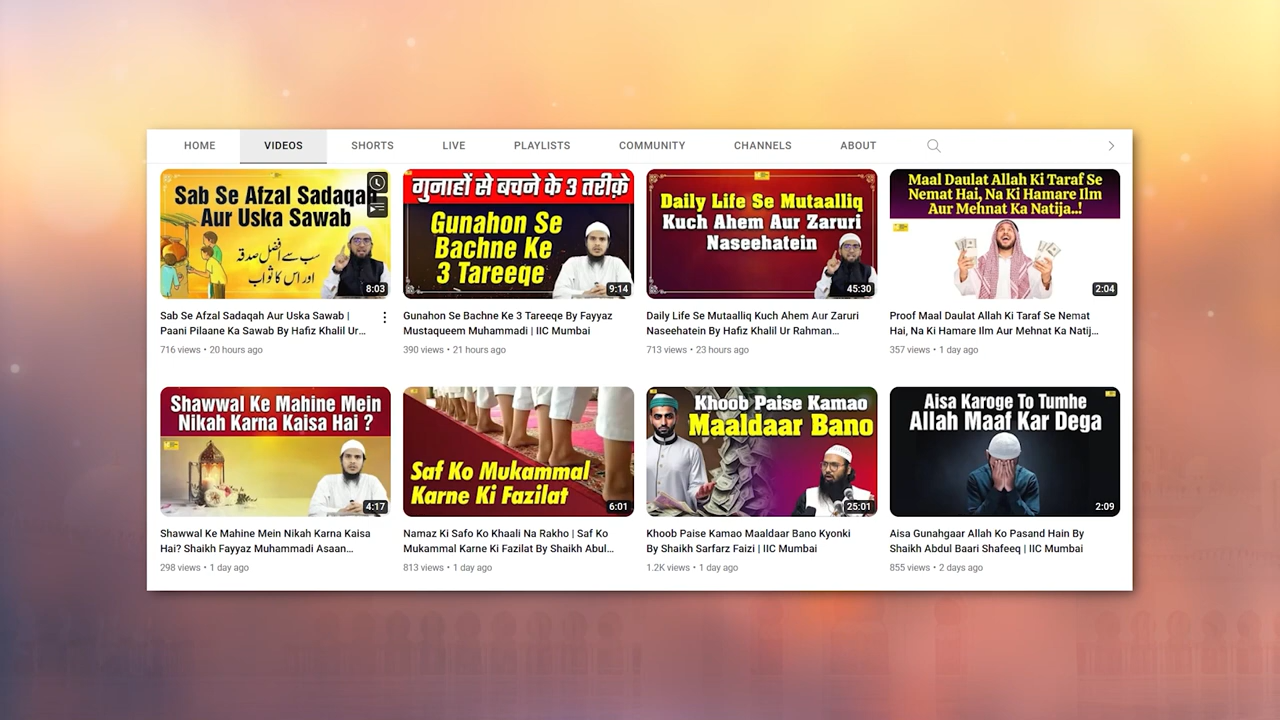 HOME VIDEOS SHORTS LIVE PLAYLISTS COMMUNITY CHANNELS ABOUT
Sab Se Afzal Sadaqah
Aur Uska Sawab
سب سے افضل صدقہ
اور اس کا ثواب
8:03
Sab Se Afzal Sadaqah Aur Uska Sawab |
Paani Pilaane Ka Sawab By Hafiz Khalil Ur...
716 views • 20 hours ago
गुनाहों से बचने के 3 तरीक़े
Gunahon Se
Bachne Ke
3 Tareeqe
9:14
Gunahon Se Bachne Ke 3 Tareeqe By Fayyaz
Mustaqueem Muhammadi | IIC Mumbai
390 views • 21 hours ago
Daily Life Se Mutaalliq
Kuch Ahem Aur Zaruri
Naseehatein
45:30
Daily Life Se Mutaalliq Kuch Ahem Aur Zaruri
Naseehatein By Hafiz Khalil Ur Rahman...
713 views • 23 hours ago
Maal Daulat Allah Ki Taraf Se
Nemat Hai, Na Ki Hamare Ilm
Aur Mehnat Ka Natija..!
2:04
Proof Maal Daulat Allah Ki Taraf Se Nemat
Hai, Na Ki Hamare Ilm Aur Mehnat Ka Natij...
357 views • 1 day ago
Shawwal Ke Mahine Mein
Nikah Karna Kaisa Hai ?
4:17
Shawwal Ke Mahine Mein Nikah Karna Kaisa
Hai? Shaikh Fayyaz Muhammadi Asaan...
298 views • 1 day ago
Saf Ko Mukammal
Karne Ki Fazilat
6:01
Namaz Ki Safo Ko Khaali Na Rakho | Saf Ko
Mukammal Karne Ki Fazilat By Shaikh Abul...
813 views • 1 day ago
Khoob Paise Kamao
Maaldaar Bano
25:01
Khoob Paise Kamao Maaldaar Bano Kyonki
By Shaikh Sarfarz Faizi | IIC Mumbai
1.2K views • 1 day ago
Aisa Karoge To Tumhe
Allah Maaf Kar Dega
2:09
Aisa Gunahgaar Allah Ko Pasand Hain By
Shaikh Abdul Baari Shafeeq | IIC Mumbai
855 views • 2 days ago